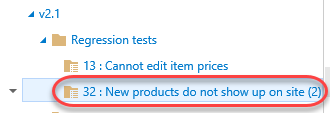 v2.1
Regression tests
13 : Cannot edit item prices
32 : New products do not show up on site (2)